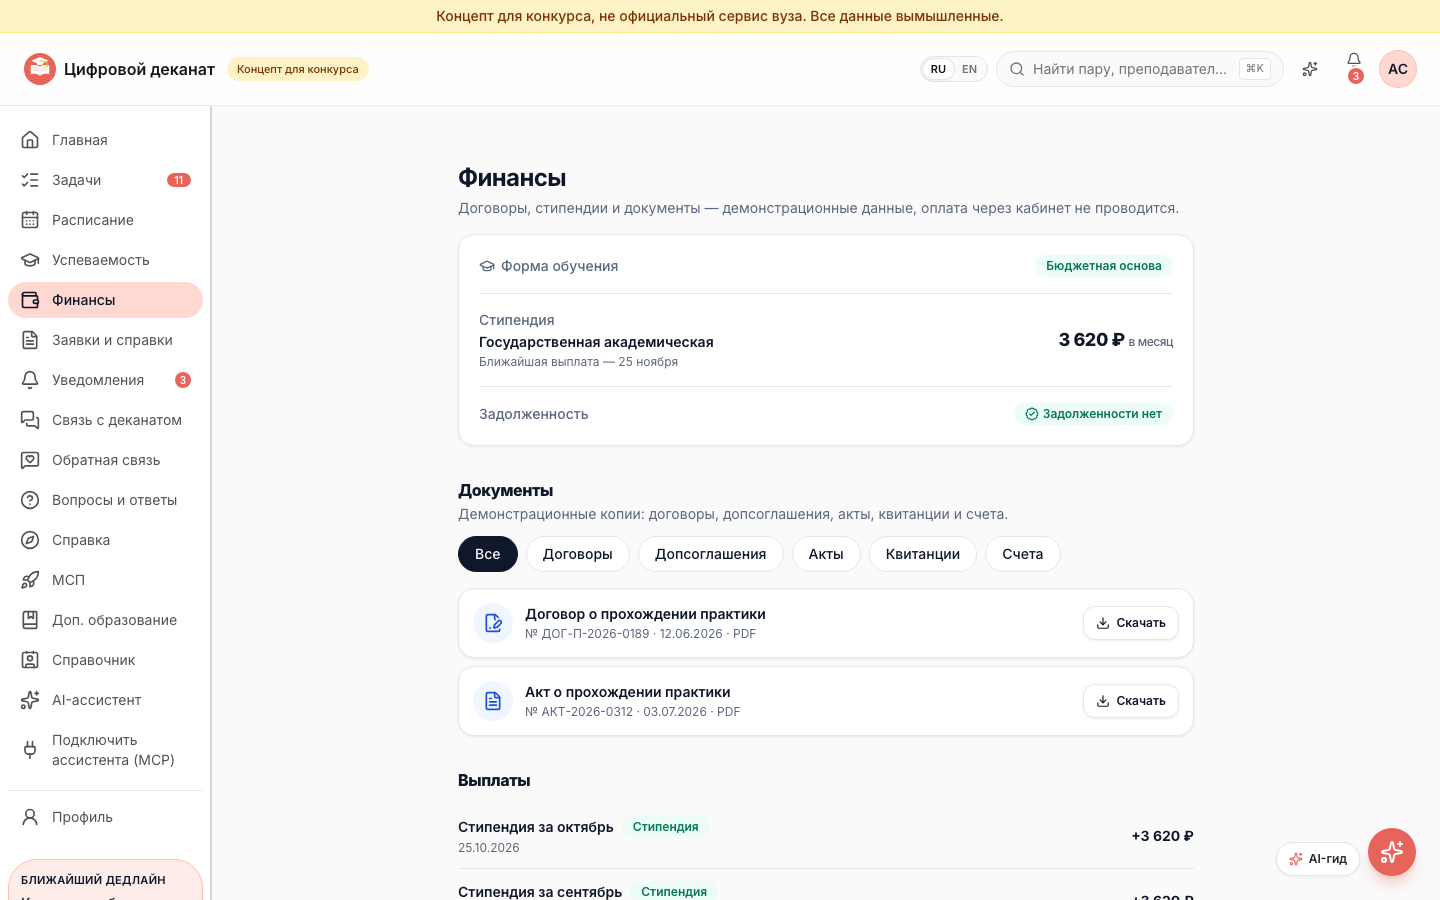 Концепт для конкурса, не официальный сервис вуза. Все данные вымышленные.
Цифровой деканат
Концепт для конкурса
RU EN
Найти пару, преподавател...
⌘K
3
АС
Главная
Задачи 11
Расписание
Успеваемость
Финансы
Заявки и справки
Уведомления 3
Связь с деканатом
Обратная связь
Вопросы и ответы
Справка
МСП
Доп. образование
Справочник
AI-ассистент
Подключить
ассистента (MCP)
Профиль
БЛИЖАЙШИЙ ДЕДЛАЙН
Финансы
Договоры, стипендии и документы — демонстрационные данные, оплата через кабинет не проводится.
Форма обучения
Бюджетная основа
Стипендия
Государственная академическая
Ближайшая выплата — 25 ноября
3 620 ₽ в месяц
Задолженность
Задолженности нет
Документы
Демонстрационные копии: договоры, допсоглашения, акты, квитанции и счета.
Все Договоры Допсоглашения Акты Квитанции Счета
Договор о прохождении практики
№ ДОГ-П-2026-0189 · 12.06.2026 · PDF
Скачать
Акт о прохождении практики
№ АКТ-2026-0312 · 03.07.2026 · PDF
Скачать
Выплаты
Стипендия за октябрь Стипендия
25.10.2026
+3 620 ₽
Стипендия за сентябрь Стипендия
+3 620 ₽
AI-гид